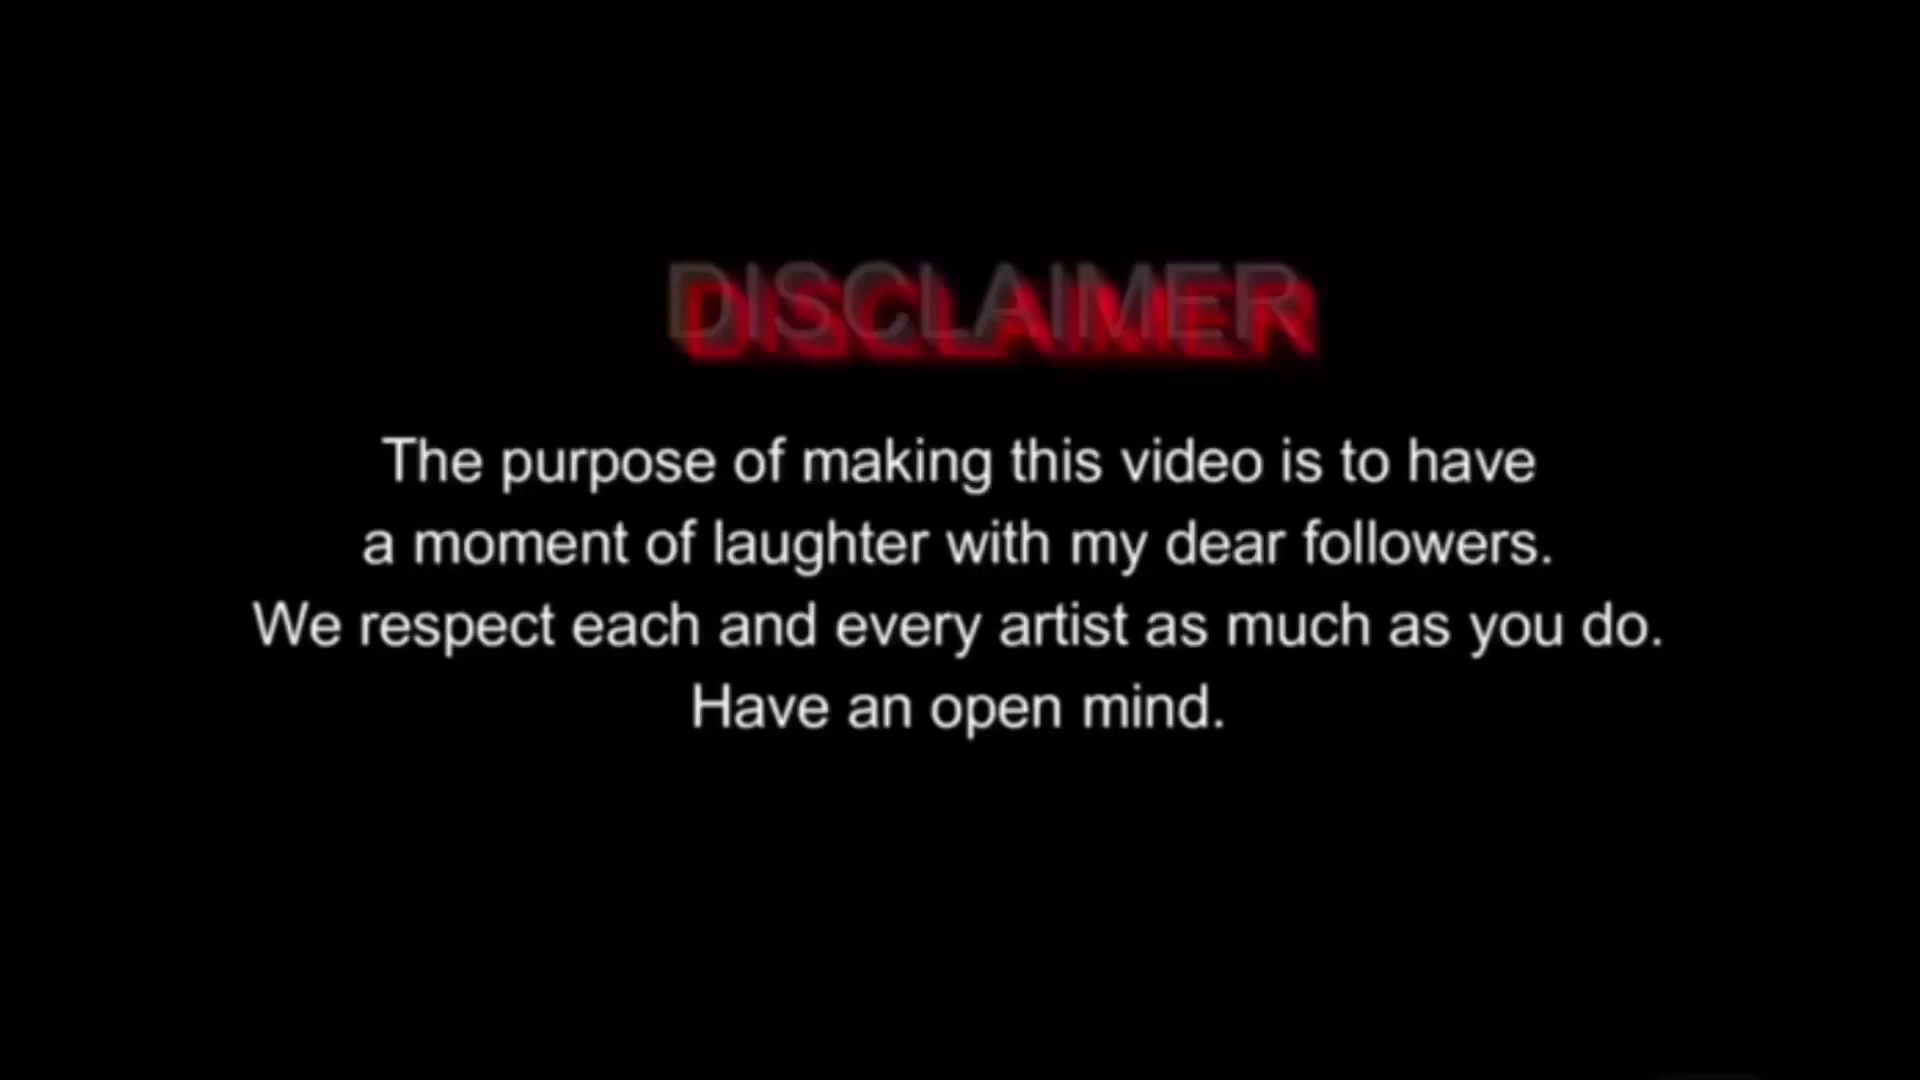 DISCLAIMER
The purpose of making this video is to have
a moment of laughter with my dear followers.
We respect each and every artist as much as you do.
Have an open mind.